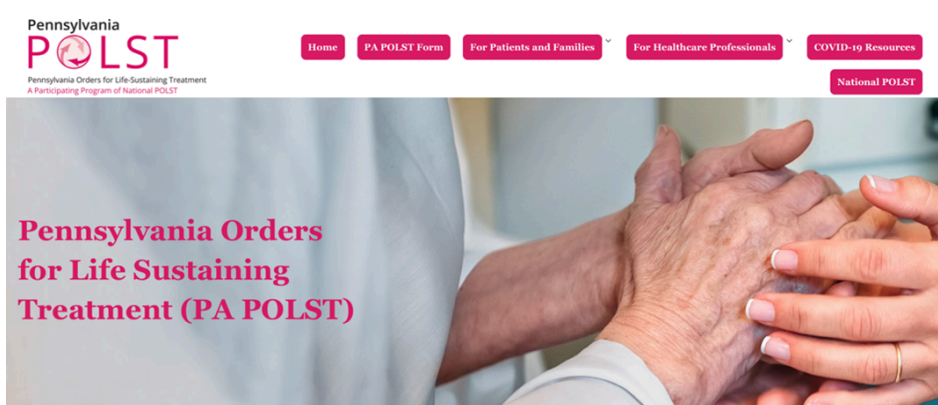 Pennsylvania
POLST
Pennsylvania Orders for Life-Sustaining Treatment
A Participating Program of National POLST
Home
PA POLST Form
For Patients and Families
For Healthcare Professionals
COVID-19 Resources
National POLST
Pennsylvania Orders
for Life Sustaining
Treatment (PA POLST)